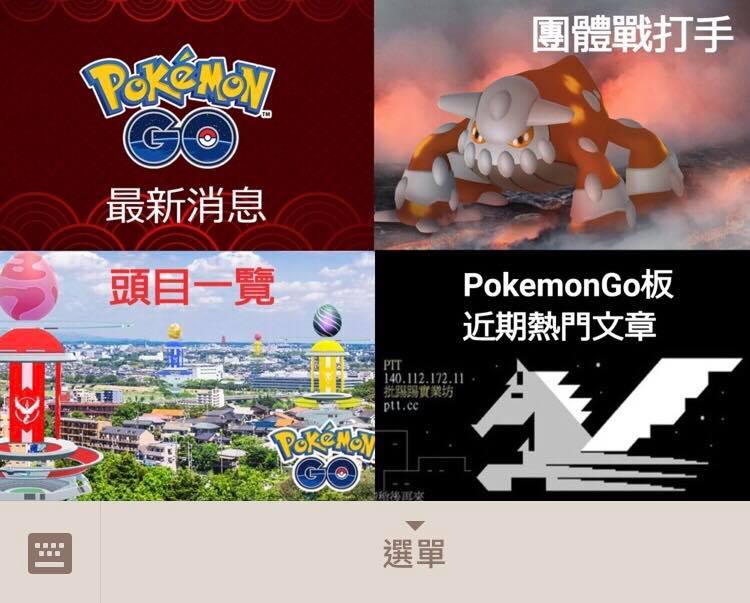 POKÉMON
GO
TM
最新消息
團體戰打手
頭目一覽
POKÉMON
GO
PokemonGo板
近期熱門文章
PTT
140.112.172.11
批踢踢實業坊
ptt.cc
選單